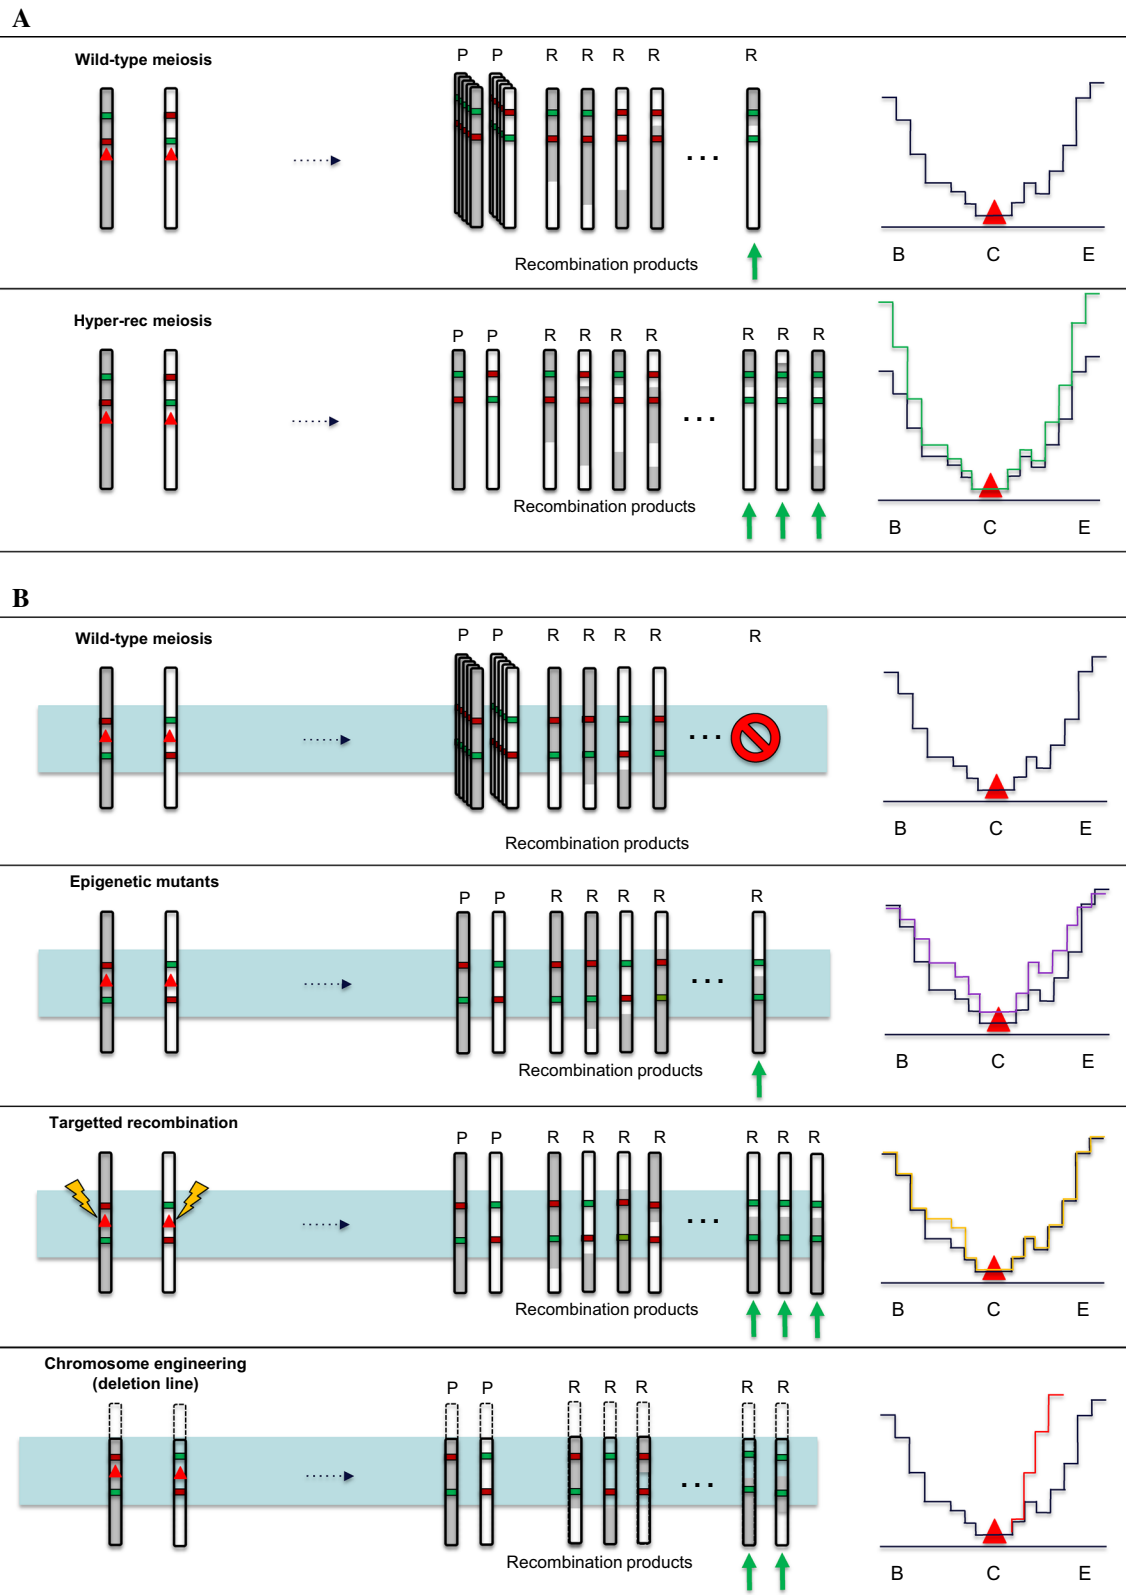 A
Wild-type meiosis
P P R R R R R
Recombination products
B C E
Hyper-rec meiosis
P P R R R R R R R
Recombination products
B C E
B
Wild-type meiosis
P P R R R R R
Recombination products
B C E
Epigenetic mutants
P P R R R R R
Recombination products
B C E
Targetted recombination
P P R R R R R R R
Recombination products
B C E
Chromosome engineering
(deletion line)
P P R R R R R
Recombination products
B C E